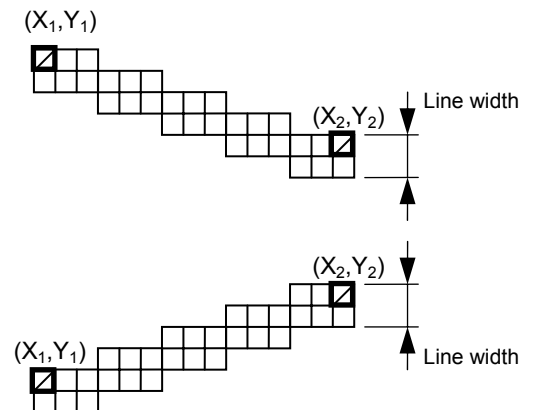 (X₁,Y₁)
Line width
(X₂,Y₂)
(X₂,Y₂)
(X₁,Y₁)
Line width